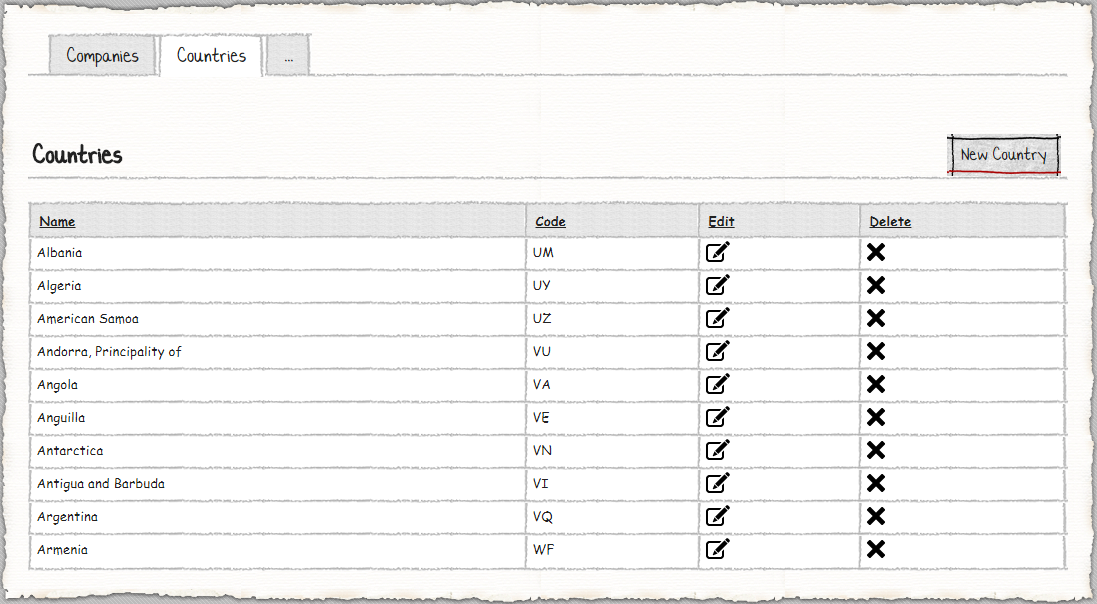 Companies Countries ...
Countries New Country
Name Code Edit Delete
Albania UM
Algeria UY
American Samoa UZ
Andorra, Principality of VU
Angola VA
Anguilla VE
Antarctica VN
Antigua and Barbuda VI
Argentina VQ
Armenia WF